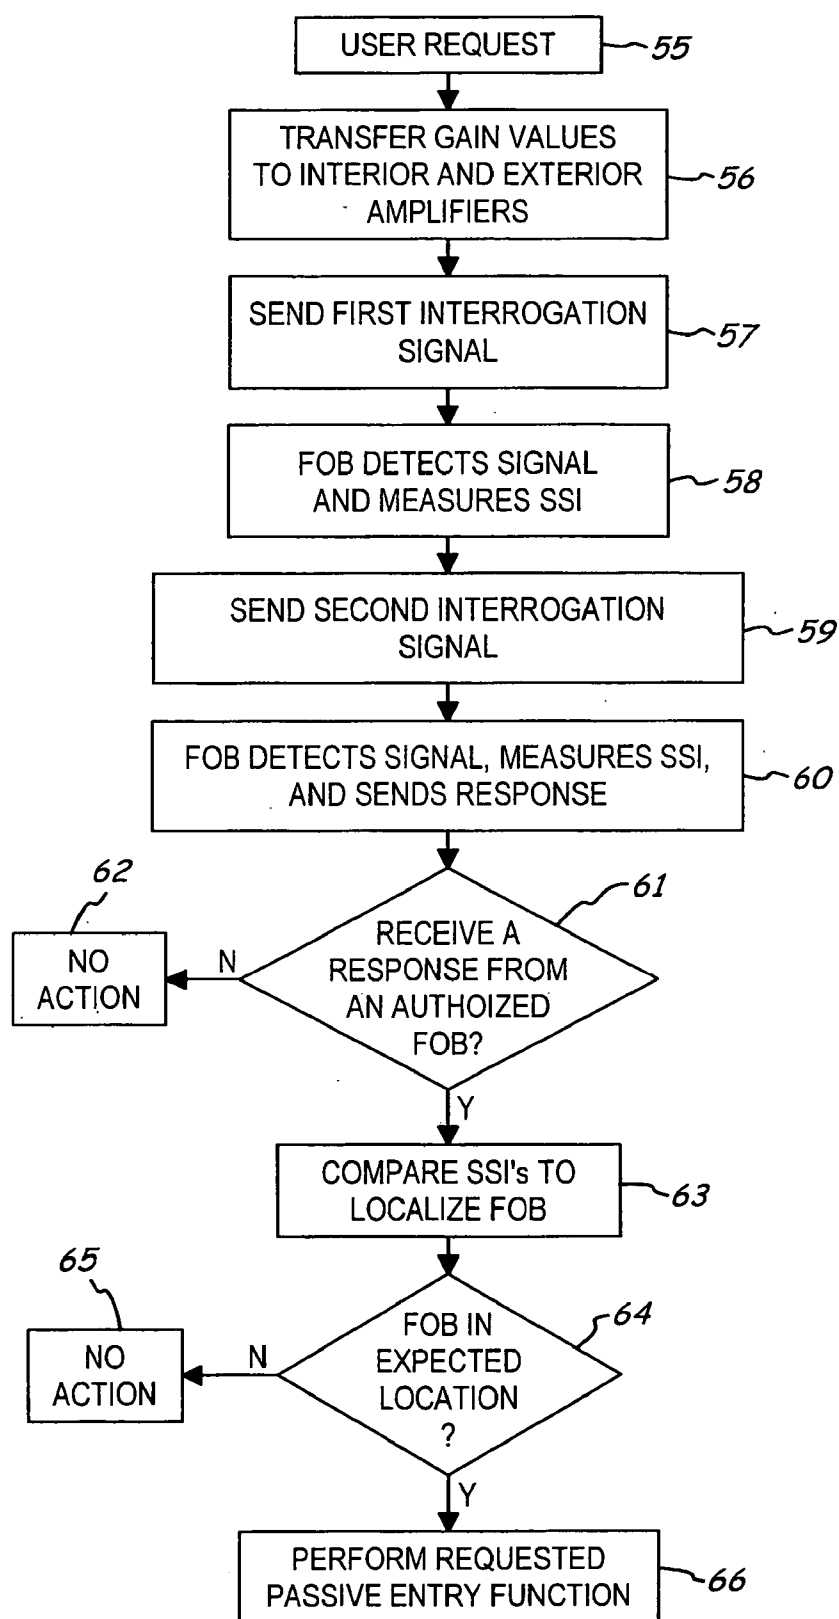 USER REQUEST
55
TRANSFER GAIN VALUES
TO INTERIOR AND EXTERIOR
AMPLIFIERS
56
SEND FIRST INTERROGATION
SIGNAL
57
FOB DETECTS SIGNAL
AND MEASURES SSI
58
SEND SECOND INTERROGATION
SIGNAL
59
FOB DETECTS SIGNAL, MEASURES SSI,
AND SENDS RESPONSE
60
61
RECEIVE A
RESPONSE FROM
AN AUTHOIZED
FOB?
62
N
NO
ACTION
Y
COMPARE SSI's TO
LOCALIZE FOB
63
64
FOB IN
EXPECTED
LOCATION
?
65
N
NO
ACTION
Y
PERFORM REQUESTED
PASSIVE ENTRY FUNCTION
66